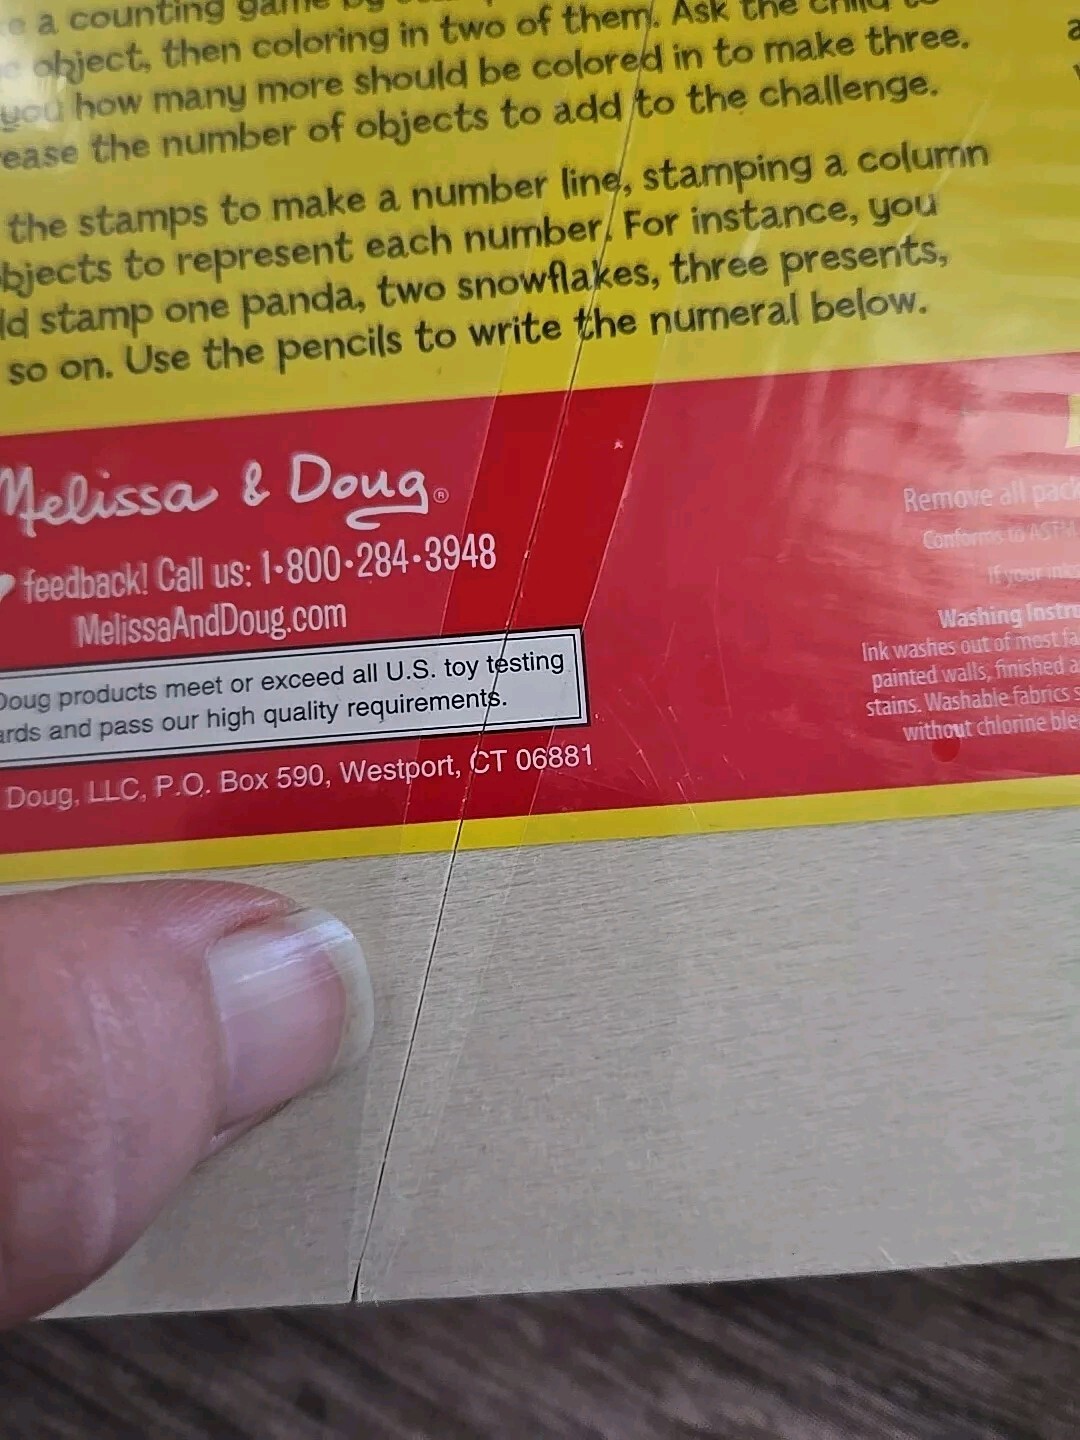 a counting game by
object, then coloring in two of them. Ask the child to
you how many more should be colored in to make three.
ease the number of objects to add to the challenge.
the stamps to make a number line, stamping a column
bjects to represent each number. For instance, you
ld stamp one panda, two snowflakes, three presents,
so on. Use the pencils to write the numeral below.
Melissa & Doug®
feedback! Call us: 1-800-284-3948
MelissaAndDoug.com
Doug products meet or exceed all U.S. toy testing
ards and pass our high quality requirements.
Doug, LLC, P.O. Box 590, Westport, CT 06881
Remove all pack
Conforms to ASTM
If your ink
Washing Instru
Ink washes out of most fa
painted walls, finished a
stains. Washable fabrics s
without chlorine ble